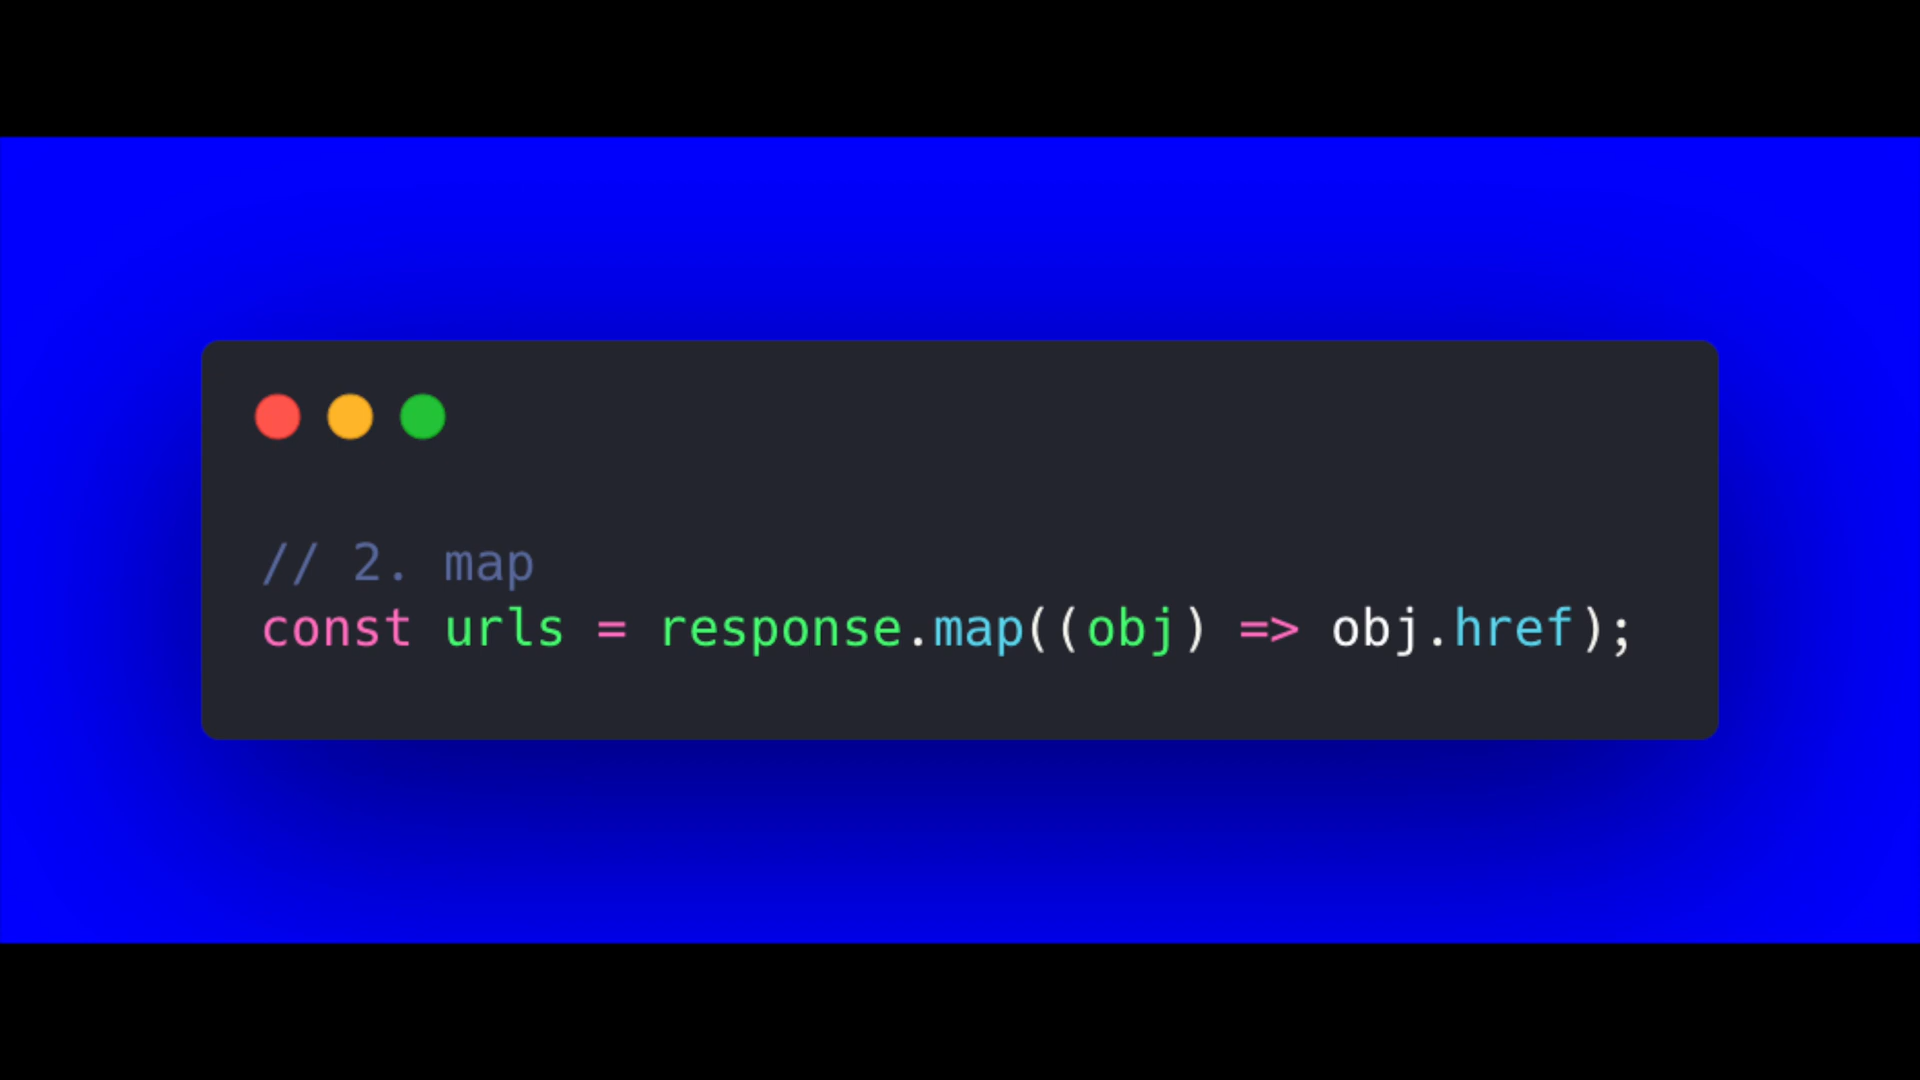 // 2. map
const urls = response.map((obj) => obj.href);